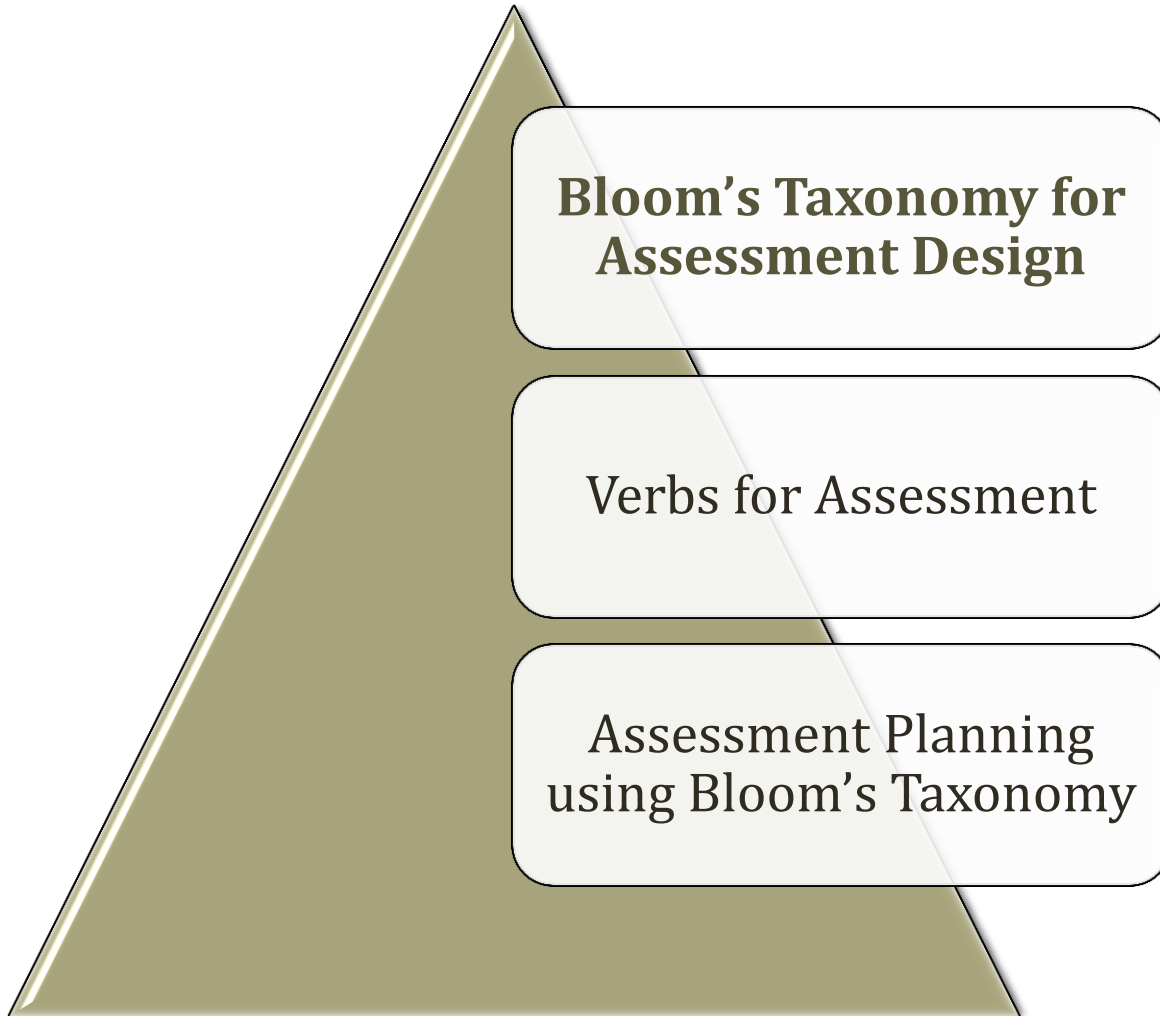 Bloom’s Taxonomy for
Assessment Design
Verbs for Assessment
Assessment Planning
using Bloom’s Taxonomy